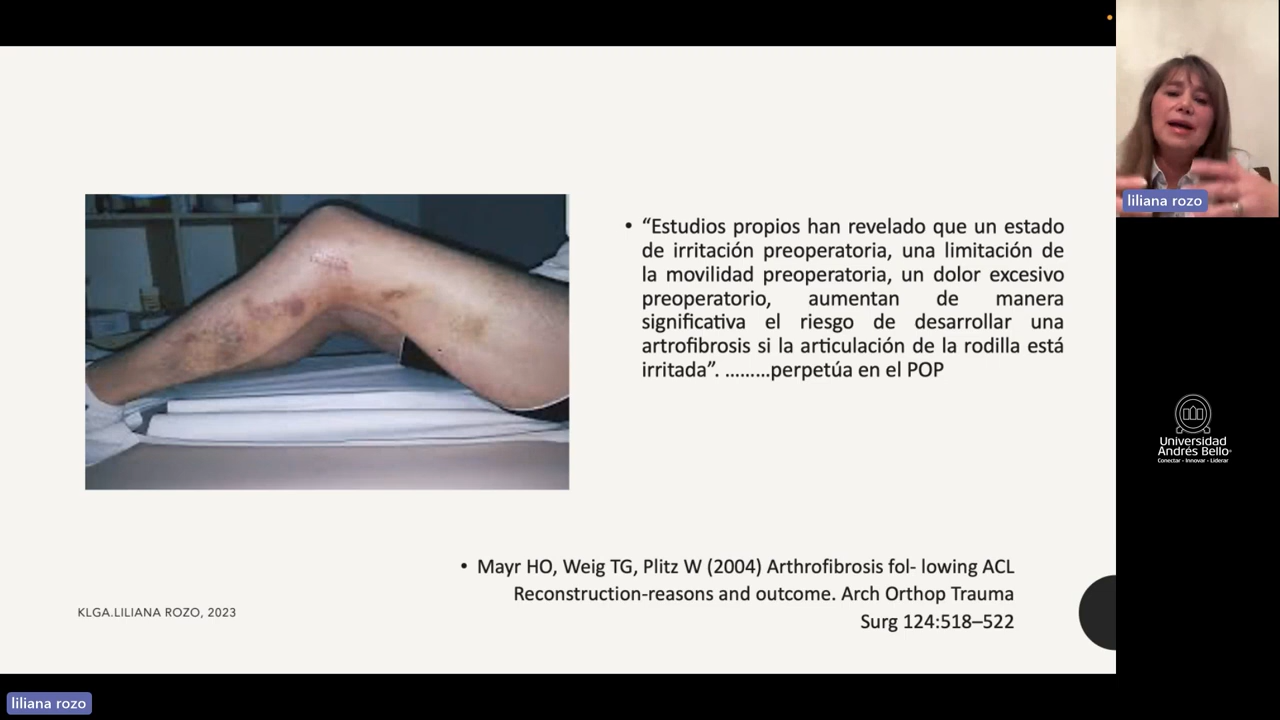 • “Estudios propios han revelado que un estado
de irritación preoperatoria, una limitación de
la movilidad preoperatoria, un dolor excesivo
preoperatorio, aumentan de manera
significativa el riesgo de desarrollar una
artrofibrosis si la articulación de la rodilla está
irritada”. .........perpetúa en el POP
• Mayr HO, Weig TG, Plitz W (2004) Arthrofibrosis fol- lowing ACL
Reconstruction-reasons and outcome. Arch Orthop Trauma
Surg 124:518–522
KLGA.LILIANA ROZO, 2023
liliana rozo
Universidad
Andrés Bello®
Conectar - Innovar - Liderar
liliana rozo